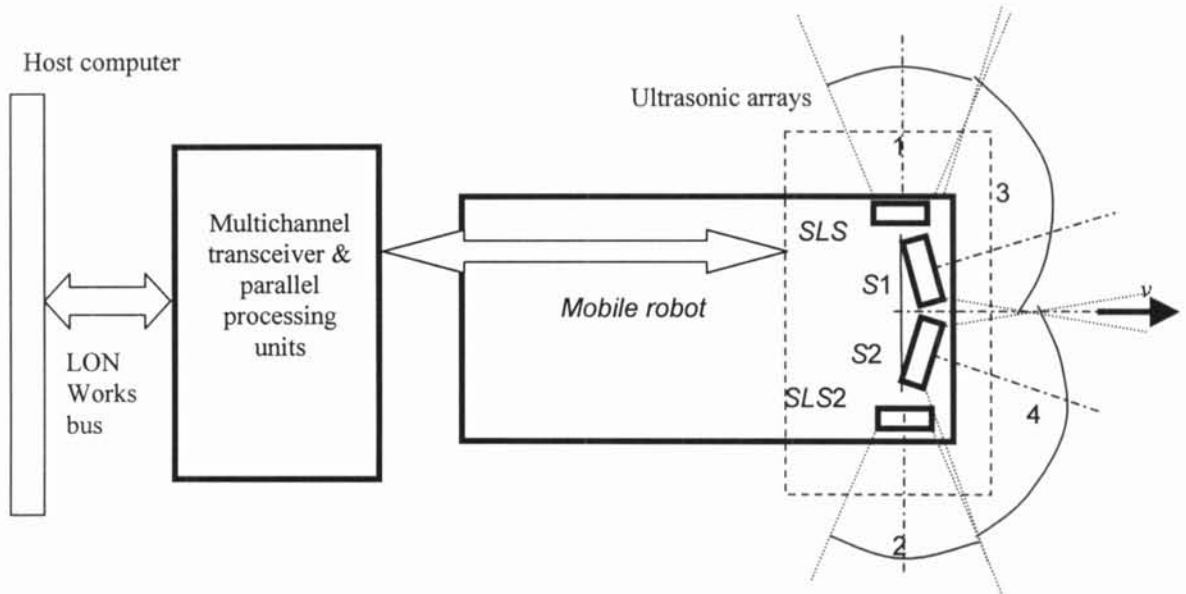 Host computer
Ultrasonic arrays
1
3
Multichannel
transceiver &
parallel
processing
units
SLS
S1
Mobile robot
v
LON
Works
bus
S2
SLS2
4
2